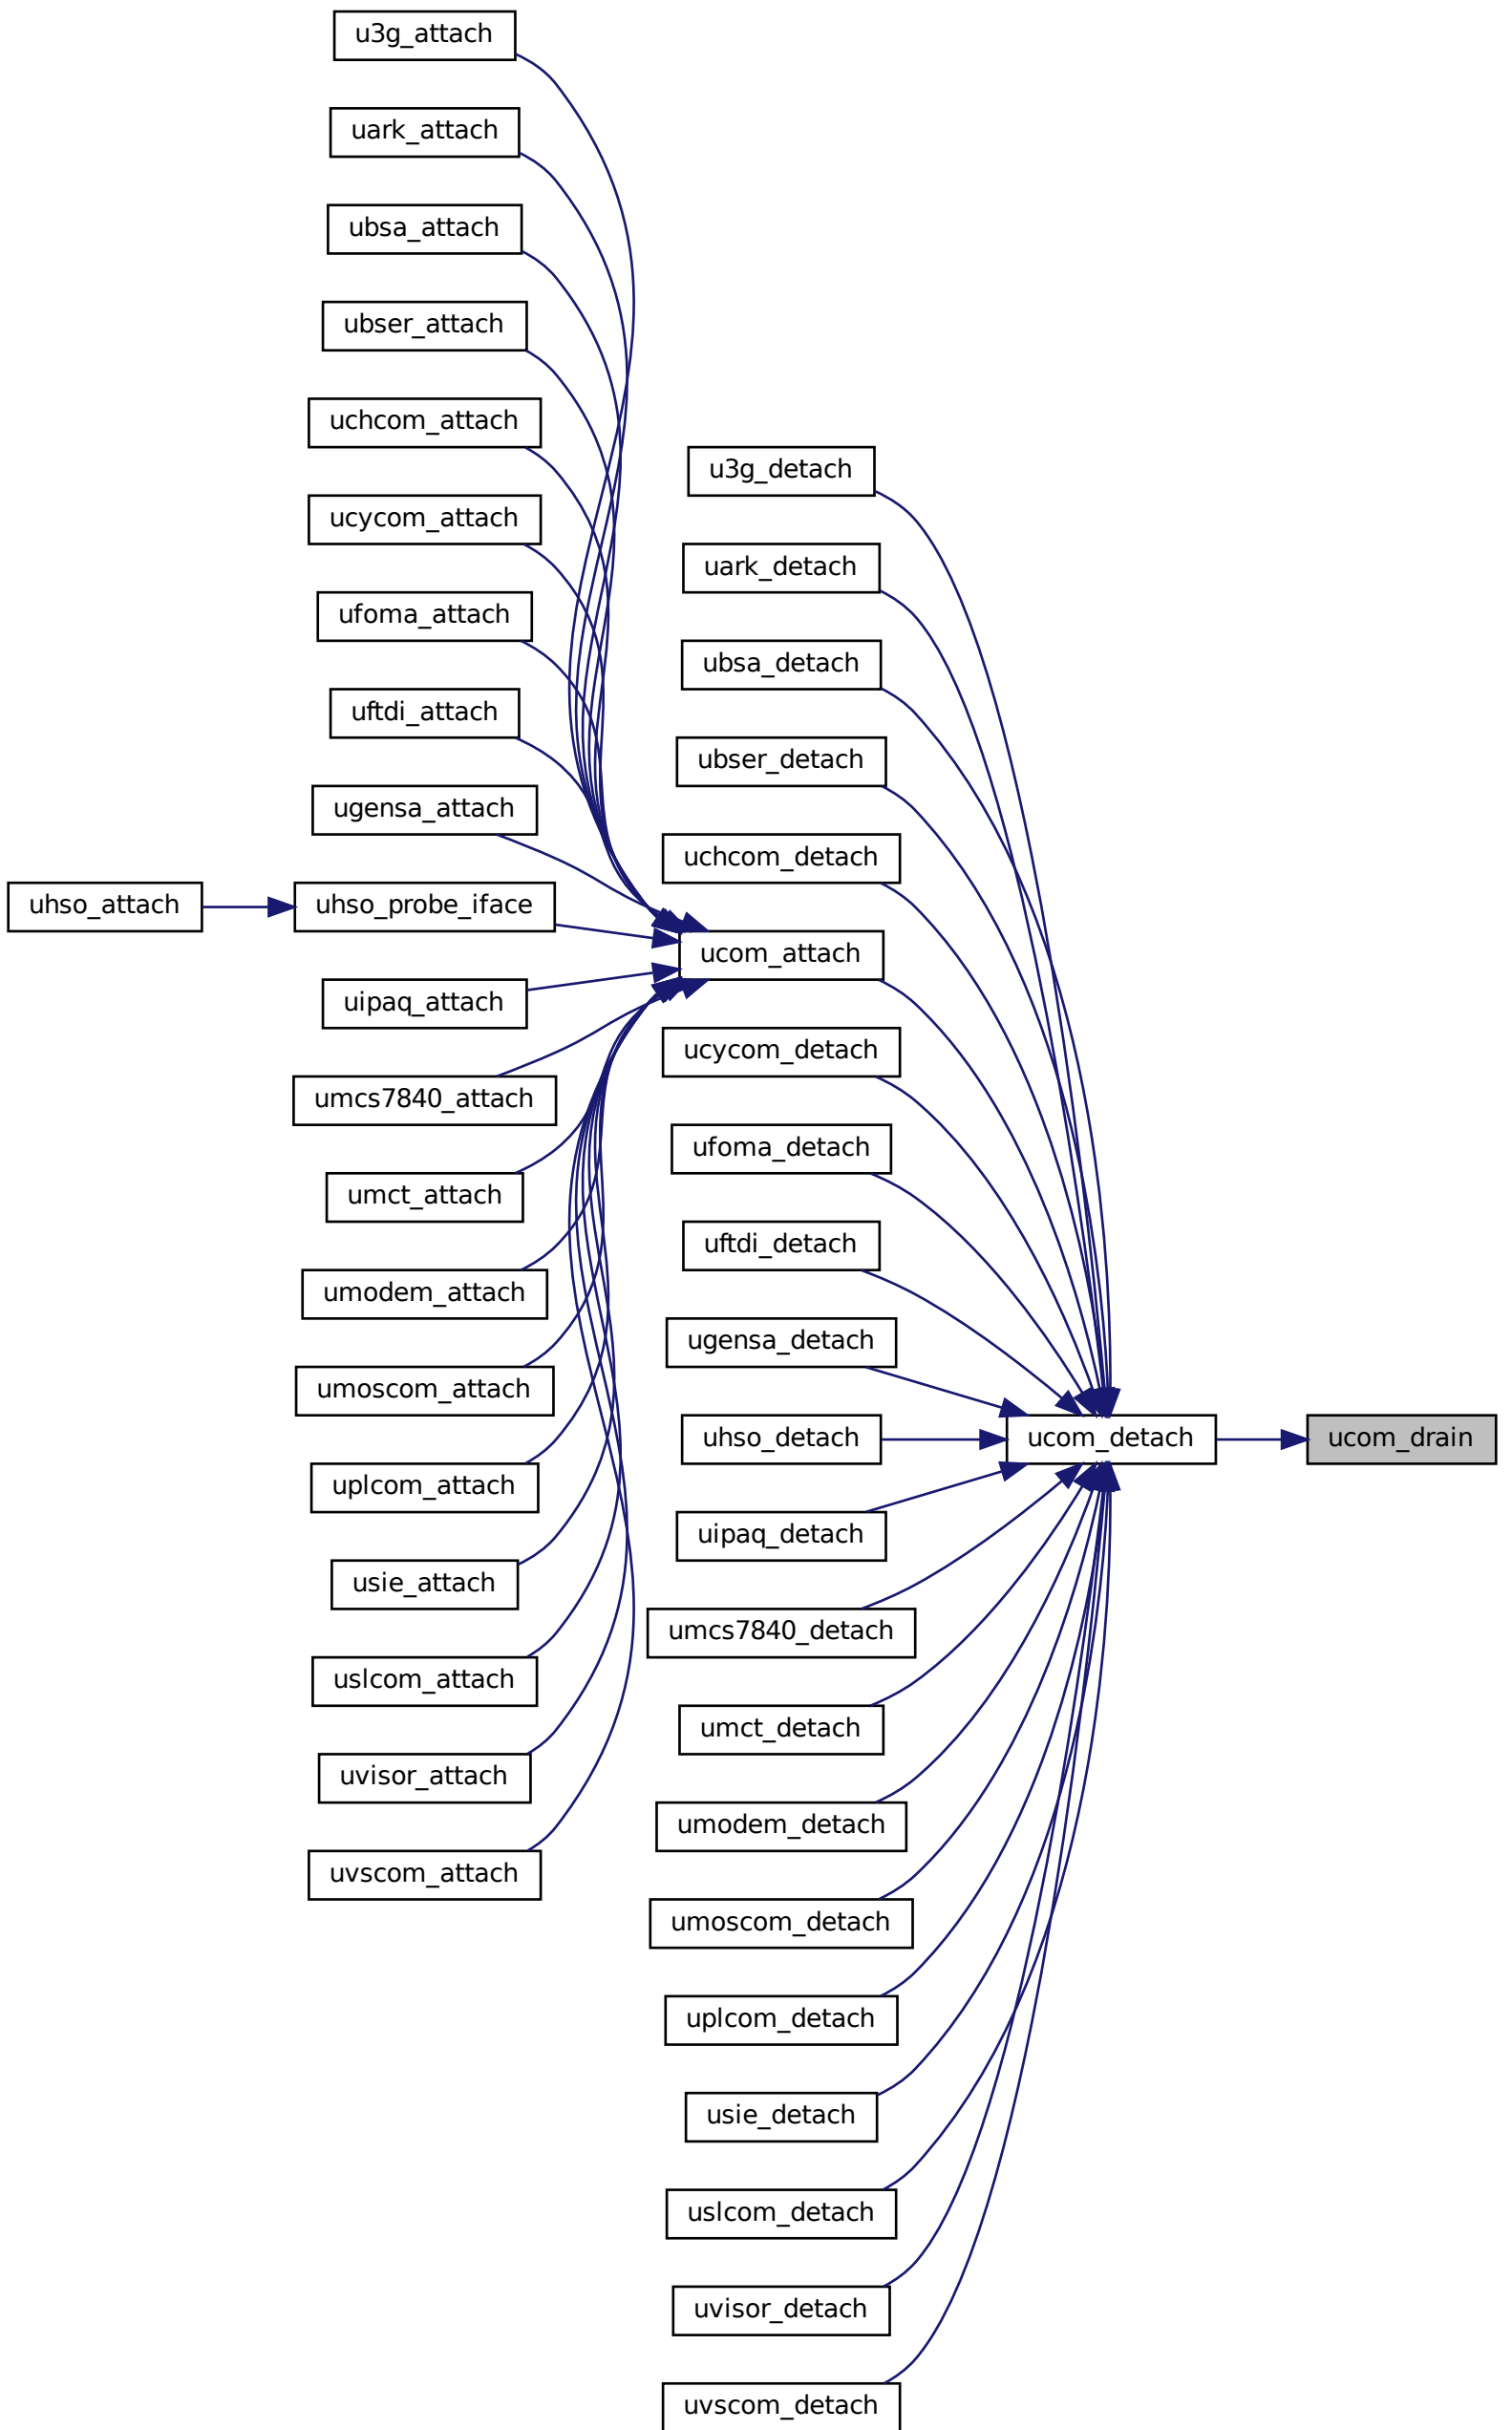 u3g_attach
uark_attach
ubsa_attach
ubser_attach
uchcom_attach
ucycom_attach
ufoma_attach
uftdi_attach
ugensa_attach
uhso_attach
uhso_probe_iface
uipaq_attach
umcs7840_attach
umct_attach
umodem_attach
umoscom_attach
uplcom_attach
usie_attach
uslcom_attach
uvisor_attach
uvscom_attach
u3g_detach
uark_detach
ubsa_detach
ubser_detach
uchcom_detach
ucom_attach
ucycom_detach
ufoma_detach
uftdi_detach
ugensa_detach
uhso_detach
uipaq_detach
umcs7840_detach
umct_detach
umodem_detach
umoscom_detach
uplcom_detach
usie_detach
uslcom_detach
uvisor_detach
uvscom_detach
ucom_detach
ucom_drain